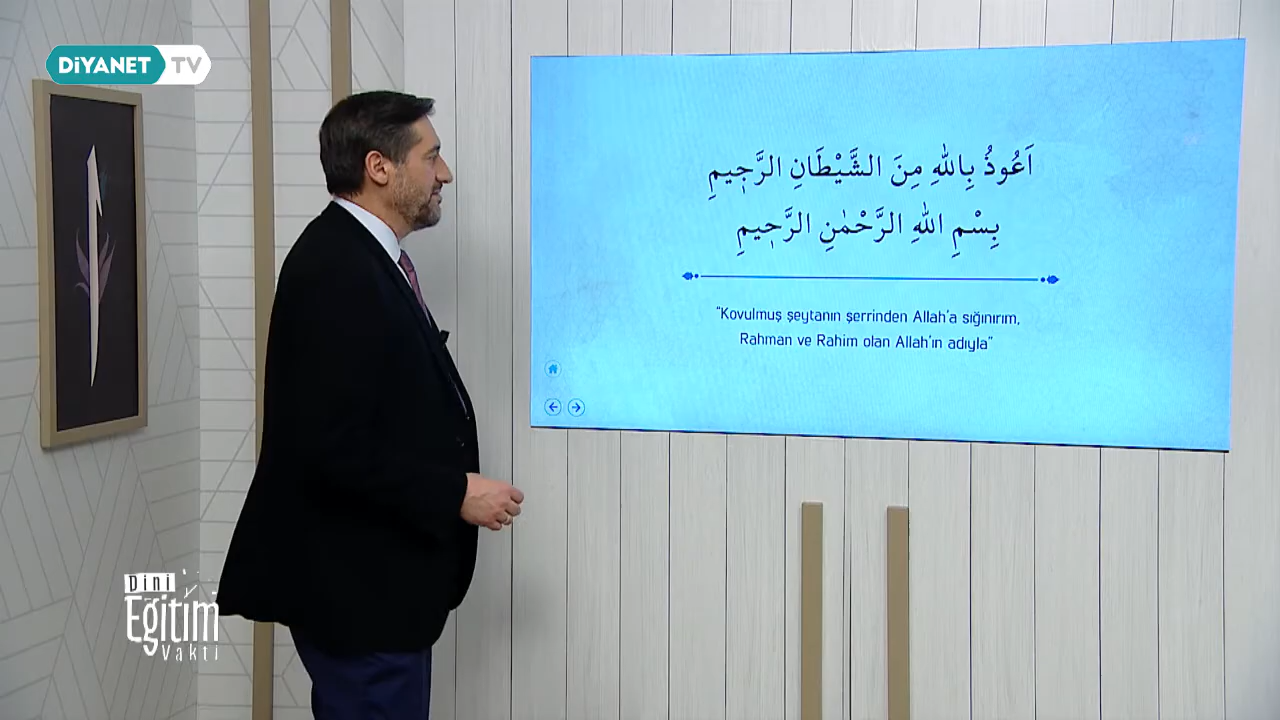 DİYANET TV
اَعُوذُ بِاللّٰهِ مِنَ الشَّيْطَانِ الرَّج۪يمِ
بِسْمِ اللّٰهِ الرَّحْمٰنِ الرَّح۪يمِ
"Kovulmuş şeytanın şerrinden Allah'a sığınırım,
Rahman ve Rahim olan Allah'ın adıyla"
Dini
Eğitim
Vakti